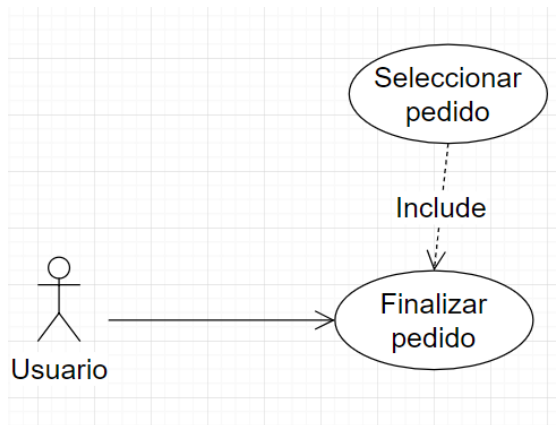 Seleccionar
pedido
Include
Finalizar
pedido
Usuario